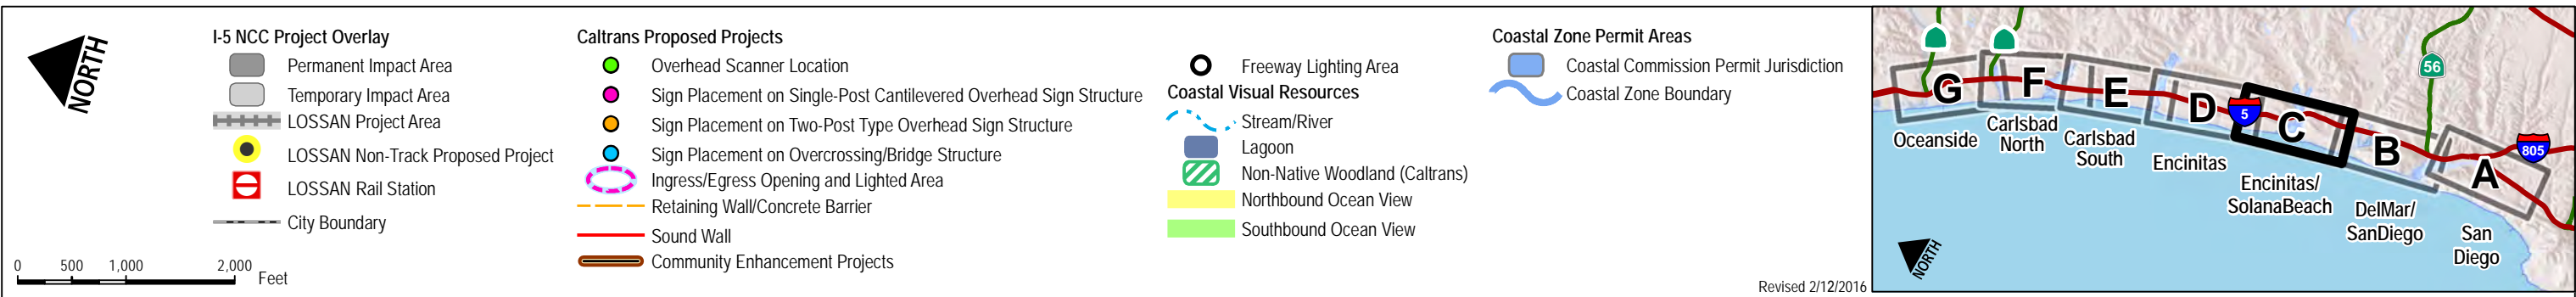 NORTH
I-5 NCC Project Overlay
Permanent Impact Area
Temporary Impact Area
LOSSAN Project Area
LOSSAN Non-Track Proposed Project
LOSSAN Rail Station
City Boundary
0 500 1,000 2,000
Feet
Caltrans Proposed Projects
Overhead Scanner Location
Sign Placement on Single-Post Cantilevered Overhead Sign Structure
Sign Placement on Two-Post Type Overhead Sign Structure
Sign Placement on Overcrossing/Bridge Structure
Ingress/Egress Opening and Lighted Area
Retaining Wall/Concrete Barrier
Sound Wall
Community Enhancement Projects
Freeway Lighting Area
Coastal Visual Resources
Stream/River
Lagoon
Non-Native Woodland (Caltrans)
Northbound Ocean View
Southbound Ocean View
Coastal Zone Permit Areas
Coastal Commission Permit Jurisdiction
Coastal Zone Boundary
Revised 2/12/2016
56
5
805
G
F
E
D
C
B
A
Oceanside
Carlsbad
North
Carlsbad
South
Encinitas
Encinitas/
SolanaBeach
DelMar/
SanDiego
San
Diego
NORTH